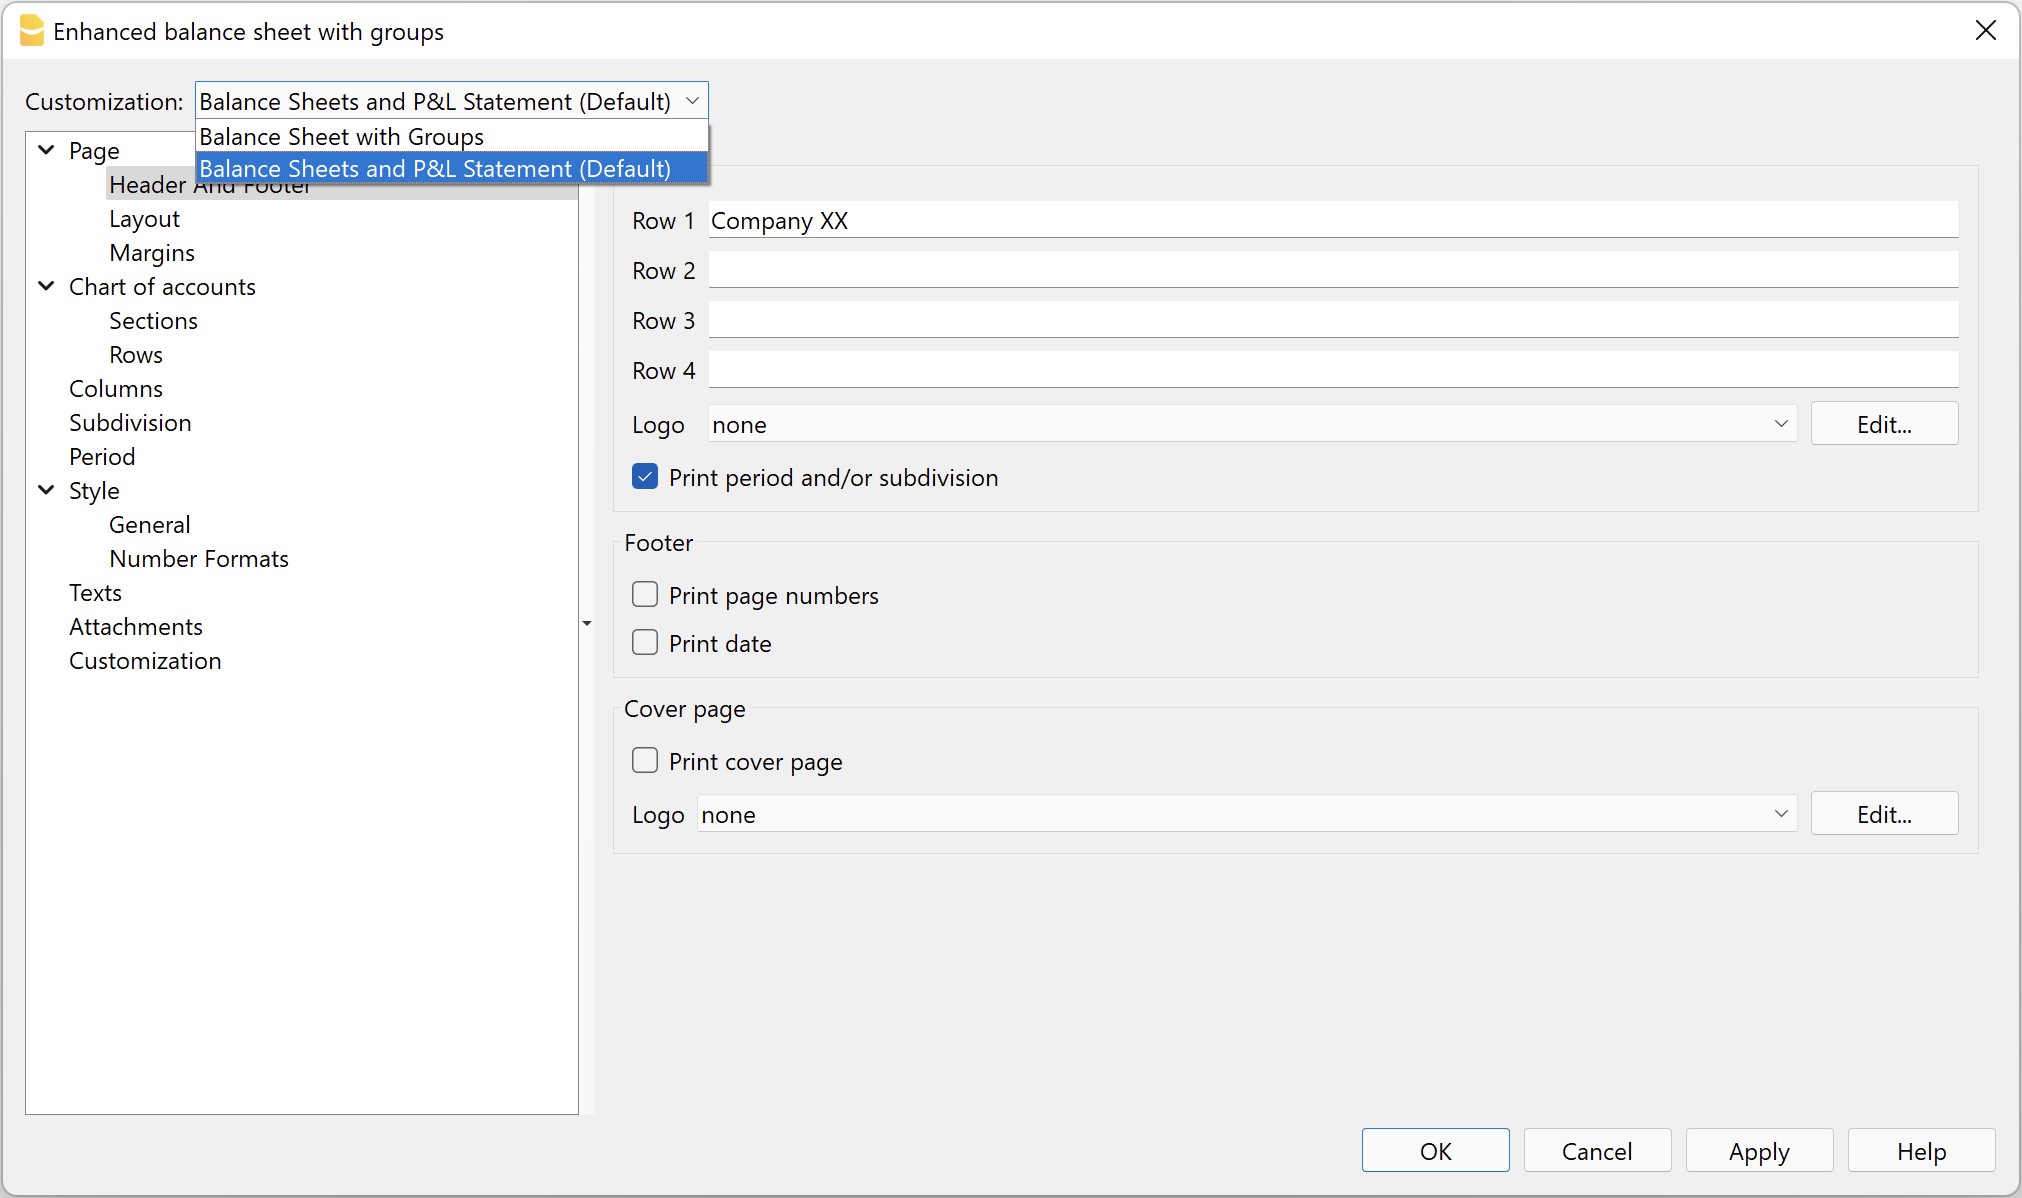 Enhanced balance sheet with groups
Customization:
Balance Sheets and P&L Statement (Default)
Balance Sheet with Groups
Balance Sheets and P&L Statement (Default)
Page
Header And Footer
Layout
Margins
Chart of accounts
Sections
Rows
Columns
Subdivision
Period
Style
General
Number Formats
Texts
Attachments
Customization
Row 1 Company XX
Row 2
Row 3
Row 4
Logo none Edit...
Print period and/or subdivision
Footer
Print page numbers
Print date
Cover page
Print cover page
Logo none Edit...
OK Cancel Apply Help